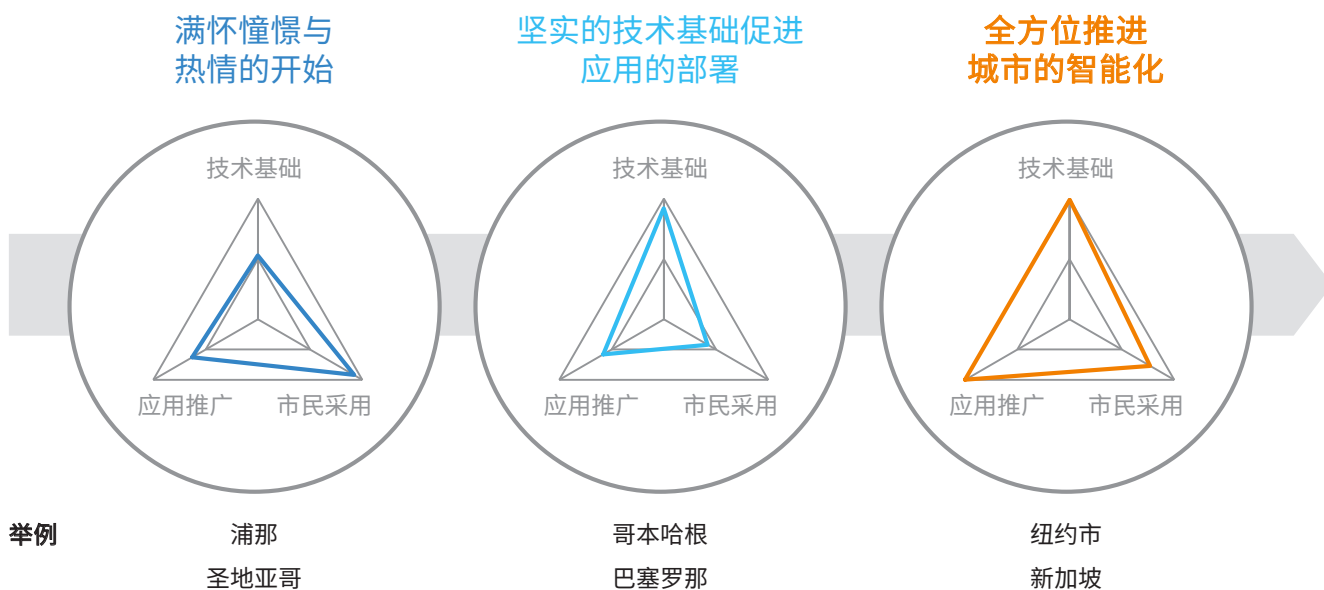 满怀憧憬与
热情的开始
坚实的技术基础促进
应用的部署
全方位推进
城市的智能化
技术基础
应用推广
市民采用
技术基础
应用推广
市民采用
技术基础
应用推广
市民采用
举例
浦那
哥本哈根
纽约市
圣地亚哥
巴塞罗那
新加坡